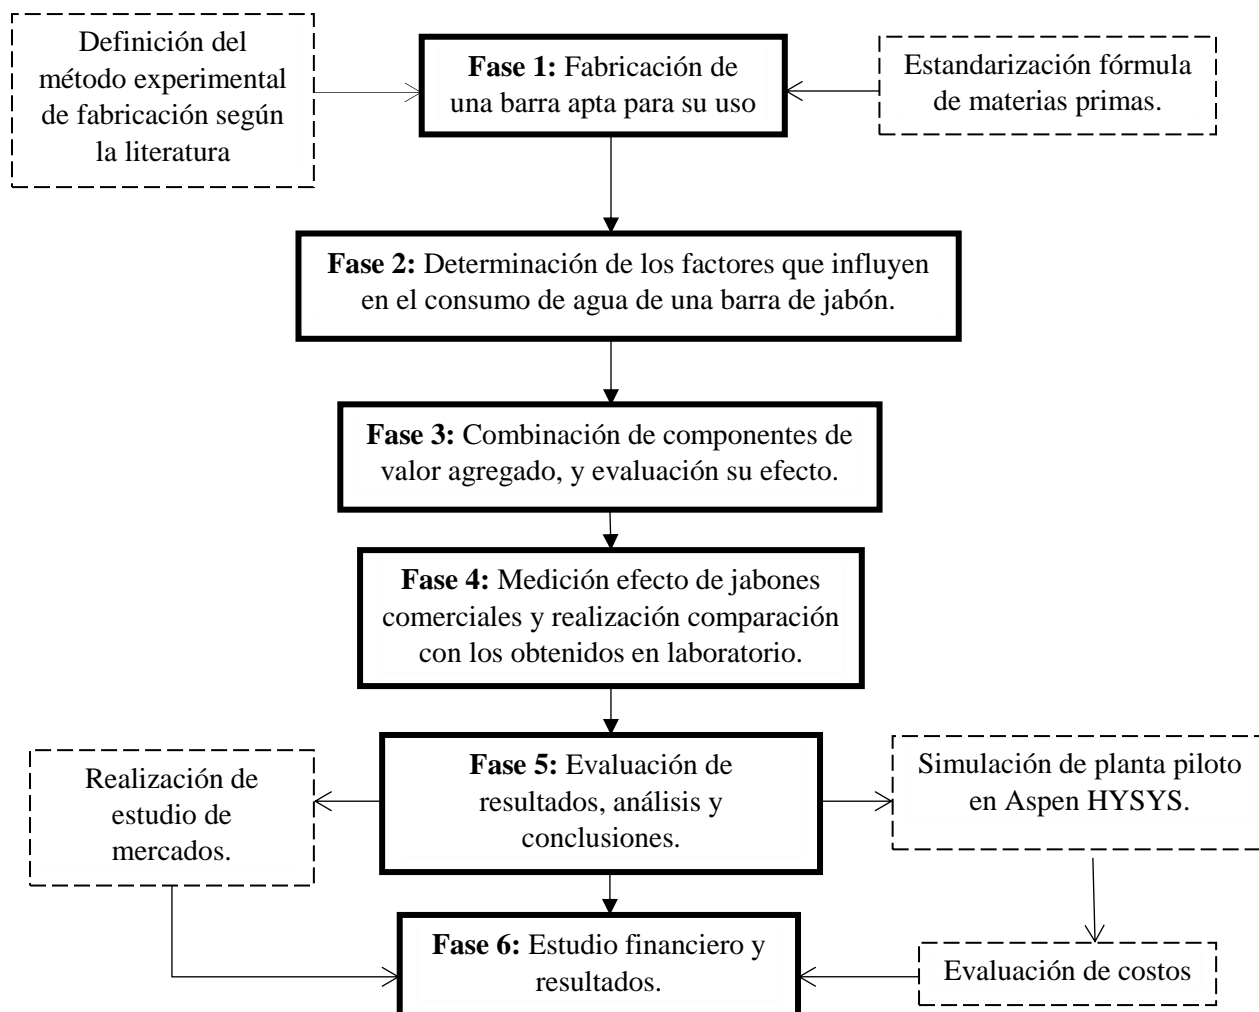 Definición del
método experimental
de fabricación según
la literatura
Fase 1: Fabricación de
una barra apta para su uso
Estandarización fórmula
de materias primas.
Fase 2: Determinación de los factores que influyen
en el consumo de agua de una barra de jabón.
Fase 3: Combinación de componentes de
valor agregado, y evaluación su efecto.
Fase 4: Medición efecto de jabones
comerciales y realización comparación
con los obtenidos en laboratorio.
Realización de
estudio de
mercados.
Fase 5: Evaluación de
resultados, análisis y
conclusiones.
Simulación de planta piloto
en Aspen HYSYS.
Fase 6: Estudio financiero y
resultados.
Evaluación de costos